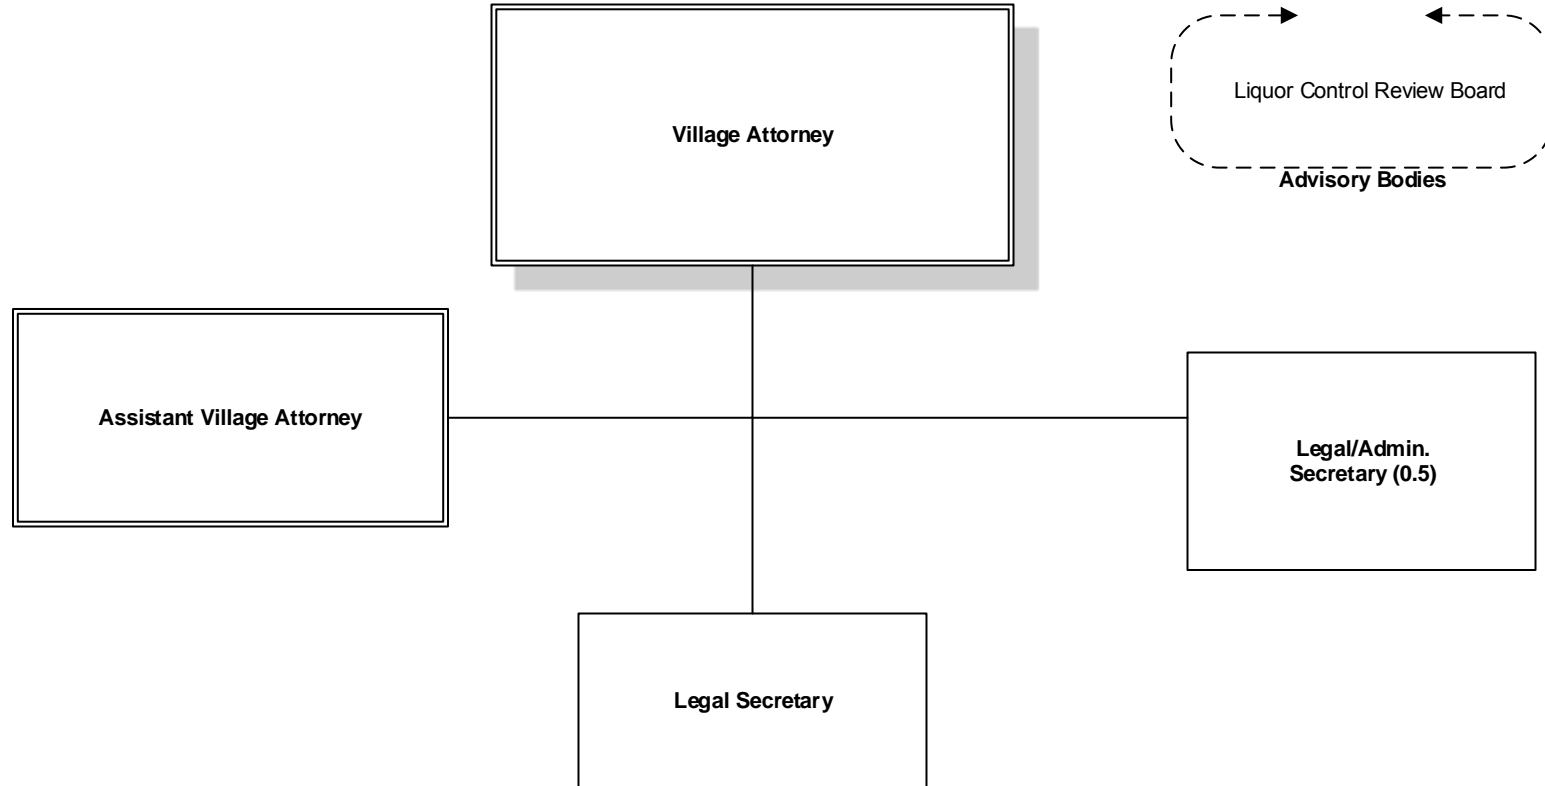 Village Attorney
Liquor Control Review Board
Advisory Bodies
Assistant Village Attorney
Legal/Admin.
Secretary (0.5)
Legal Secretary